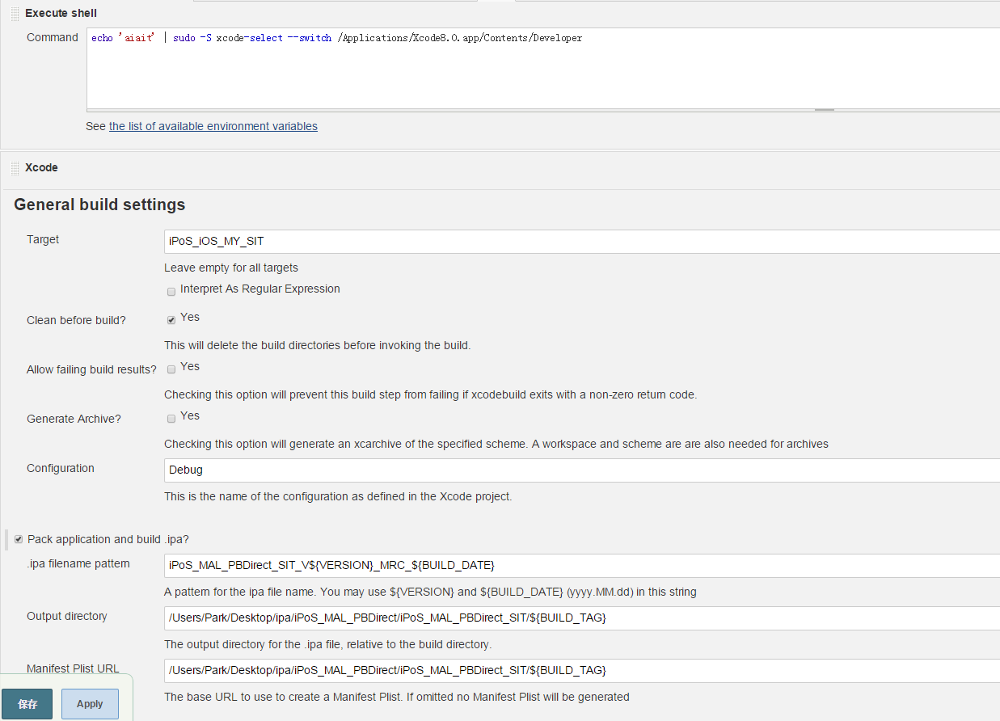 Execute shell
Command
echo 'aiait' | sudo -S xcode-select --switch /Applications/Xcode8.0.app/Contents/Developer
See the list of available environment variables
Xcode
General build settings
Target
iPoS_iOS_MY_SIT
Leave empty for all targets
Interpret As Regular Expression
Clean before build?
Yes
This will delete the build directories before invoking the build.
Allow failing build results?
Yes
Checking this option will prevent this build step from failing if xcodebuild exits with a non-zero return code.
Generate Archive?
Yes
Checking this option will generate an xcarchive of the specified scheme. A workspace and scheme are are also needed for archives
Configuration
Debug
This is the name of the configuration as defined in the Xcode project.
Pack application and build .ipa?
.ipa filename pattern
iPoS_MAL_PBDirect_SIT_V${VERSION}_MRC_${BUILD_DATE}
A pattern for the ipa file name. You may use ${VERSION} and ${BUILD_DATE} (yyyy.MM.dd) in this string
Output directory
/Users/Park/Desktop/ipa/iPoS_MAL_PBDirect/iPoS_MAL_PBDirect_SIT/${BUILD_TAG}
The output directory for the .ipa file, relative to the build directory.
Manifest Plist URL
/Users/Park/Desktop/ipa/iPoS_MAL_PBDirect/iPoS_MAL_PBDirect_SIT/${BUILD_TAG}
The base URL to use to create a Manifest Plist. If omitted no Manifest Plist will be generated
保存
Apply